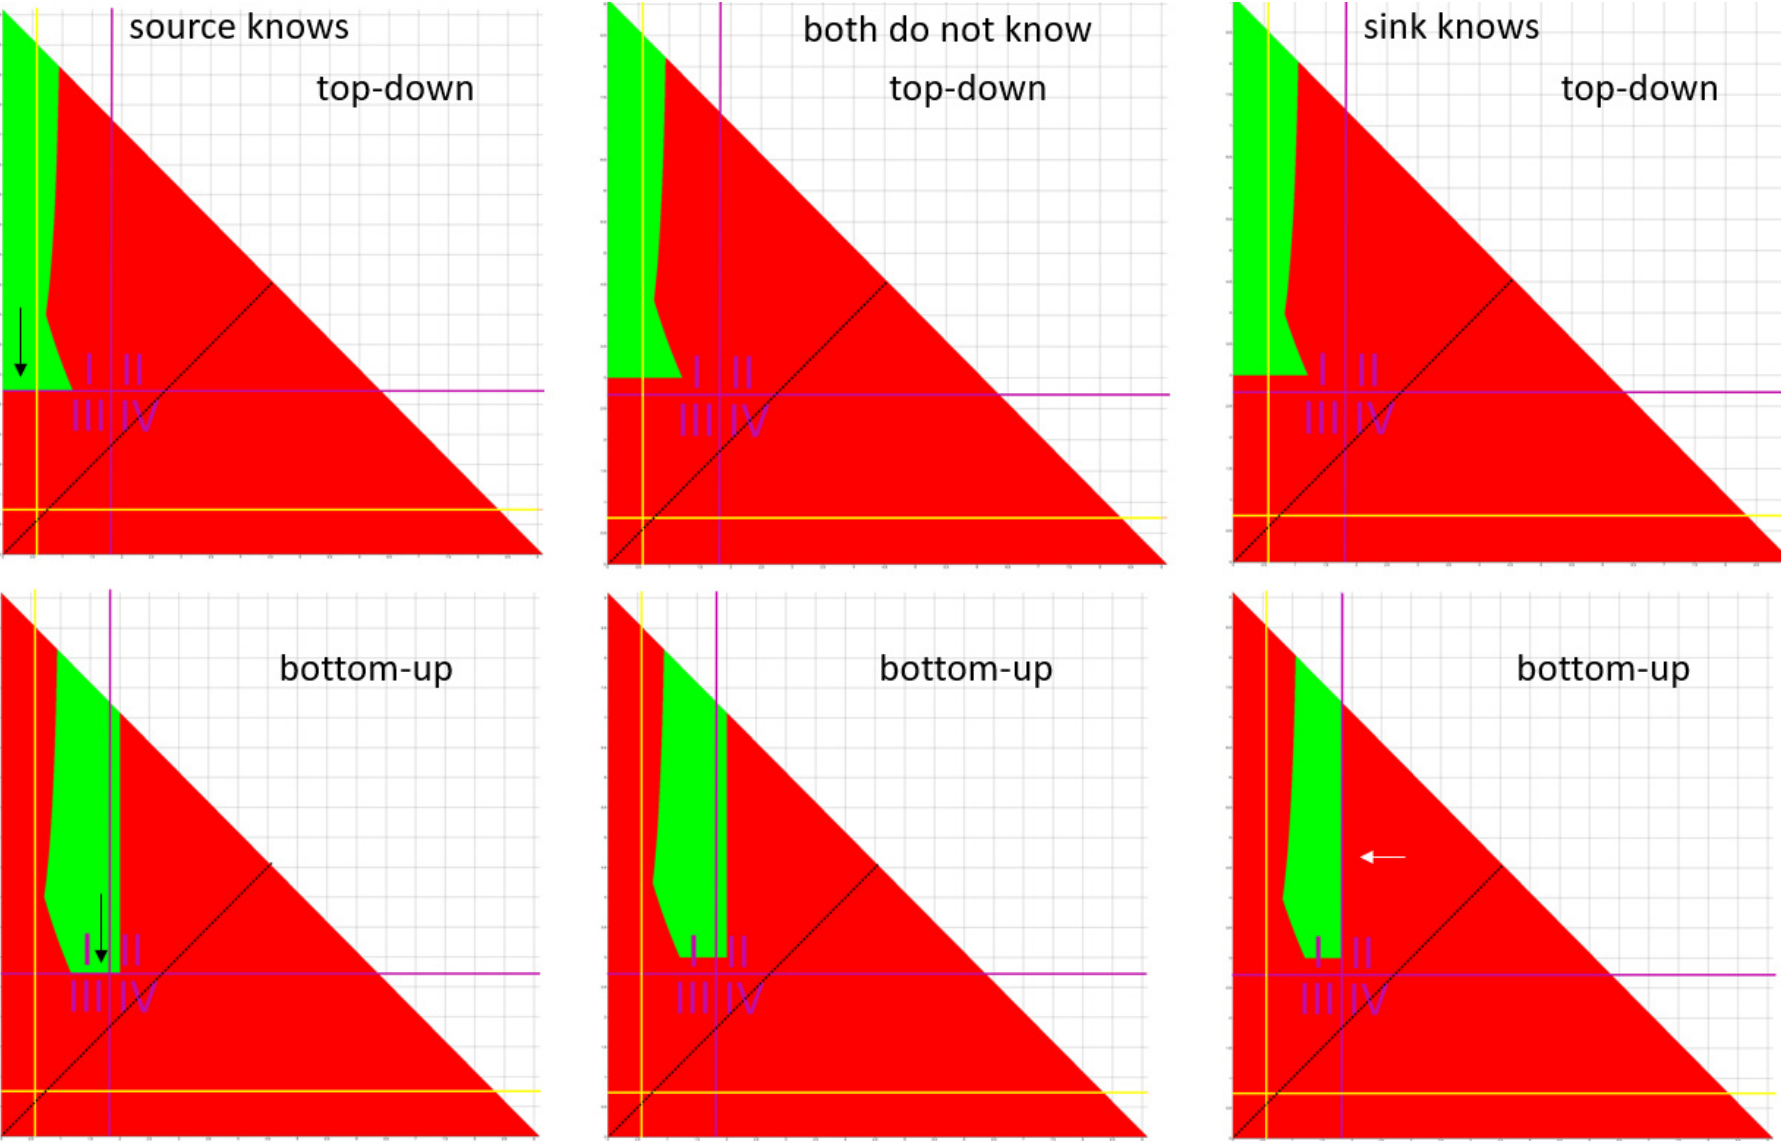 source knows
both do not know
sink knows
top-down
top-down
top-down
I II
III IV
I II
III IV
I II
III IV
bottom-up
bottom-up
bottom-up
I II
III IV
I II
III IV
I II
III IV